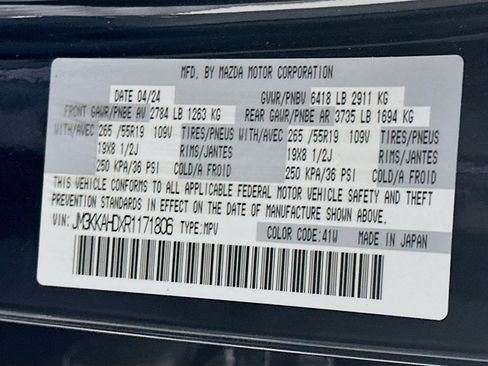 MFD. BY MAZDA MOTOR CORPORATION
DATE 04/24 GVWR/PNBV 6418 LB 2911 KG
FRONT GAWR/PNBE AV 2784 LB 1263 KG REAR GAWR/PNBE AR 3735 LB 1694 KG
WITH/AVEC 265 /55R19 109V TIRES/PNEUS WITH/AVEC 265 /55R19 109V TIRES/PNEUS
19X8 1/2J RIMS/JANTES 19X8 1/2J RIMS/JANTES
250 KPA/36 PSI COLD/A FROID 250 KPA/36 PSI COLD/A FROID
THIS VEHICLE CONFORMS TO ALL APPLICABLE FEDERAL MOTOR VEHICLE SAFETY AND THEFT
PREVENTION STANDARDS IN EFFECT ON THE DATE OF MANUFACTURE SHOWN ABOVE.
VIN: JM3KKAHDXR1171806 TYPE: MPV COLOR CODE: 41W MADE IN JAPAN